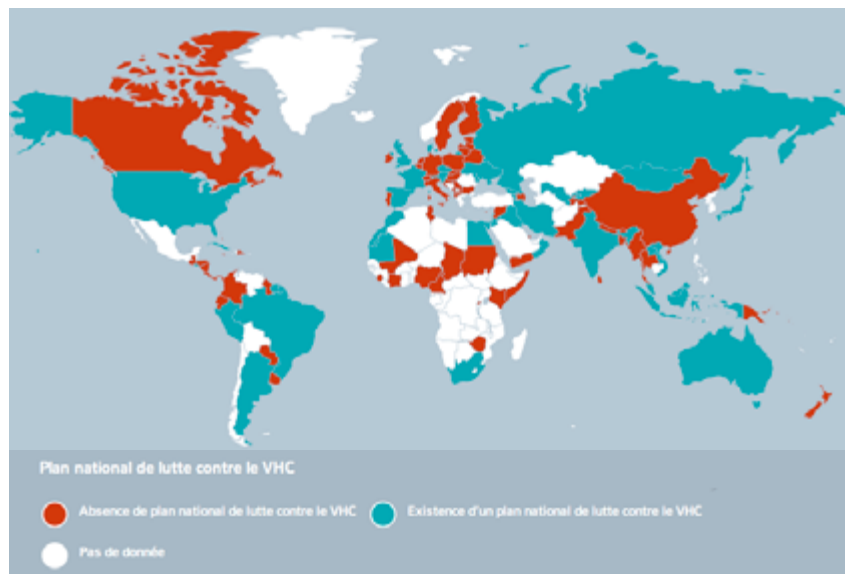 Plan national de lutte contre le VHC
Absence de plan national de lutte contre le VHC
Existence d'un plan national de lutte contre le VHC
Pas de donnée